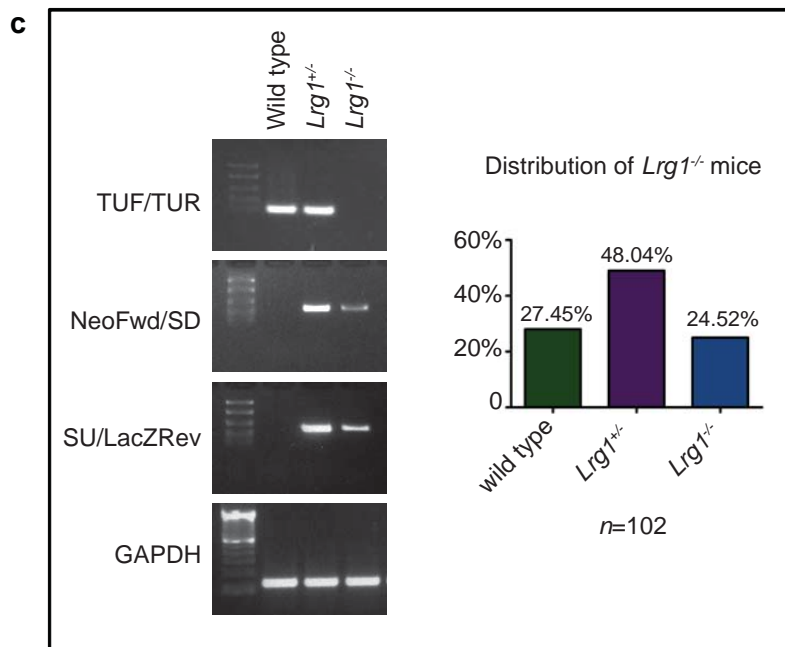 c
Wild type
Lrg1+/-
Lrg1-/-
TUF/TUR
NeoFwd/SD
SU/LacZRev
GAPDH
Distribution of Lrg1-/- mice
60%
40%
20%
0
27.45%
48.04%
24.52%
wild type
Lrg1+/-
Lrg1-/-
n=102